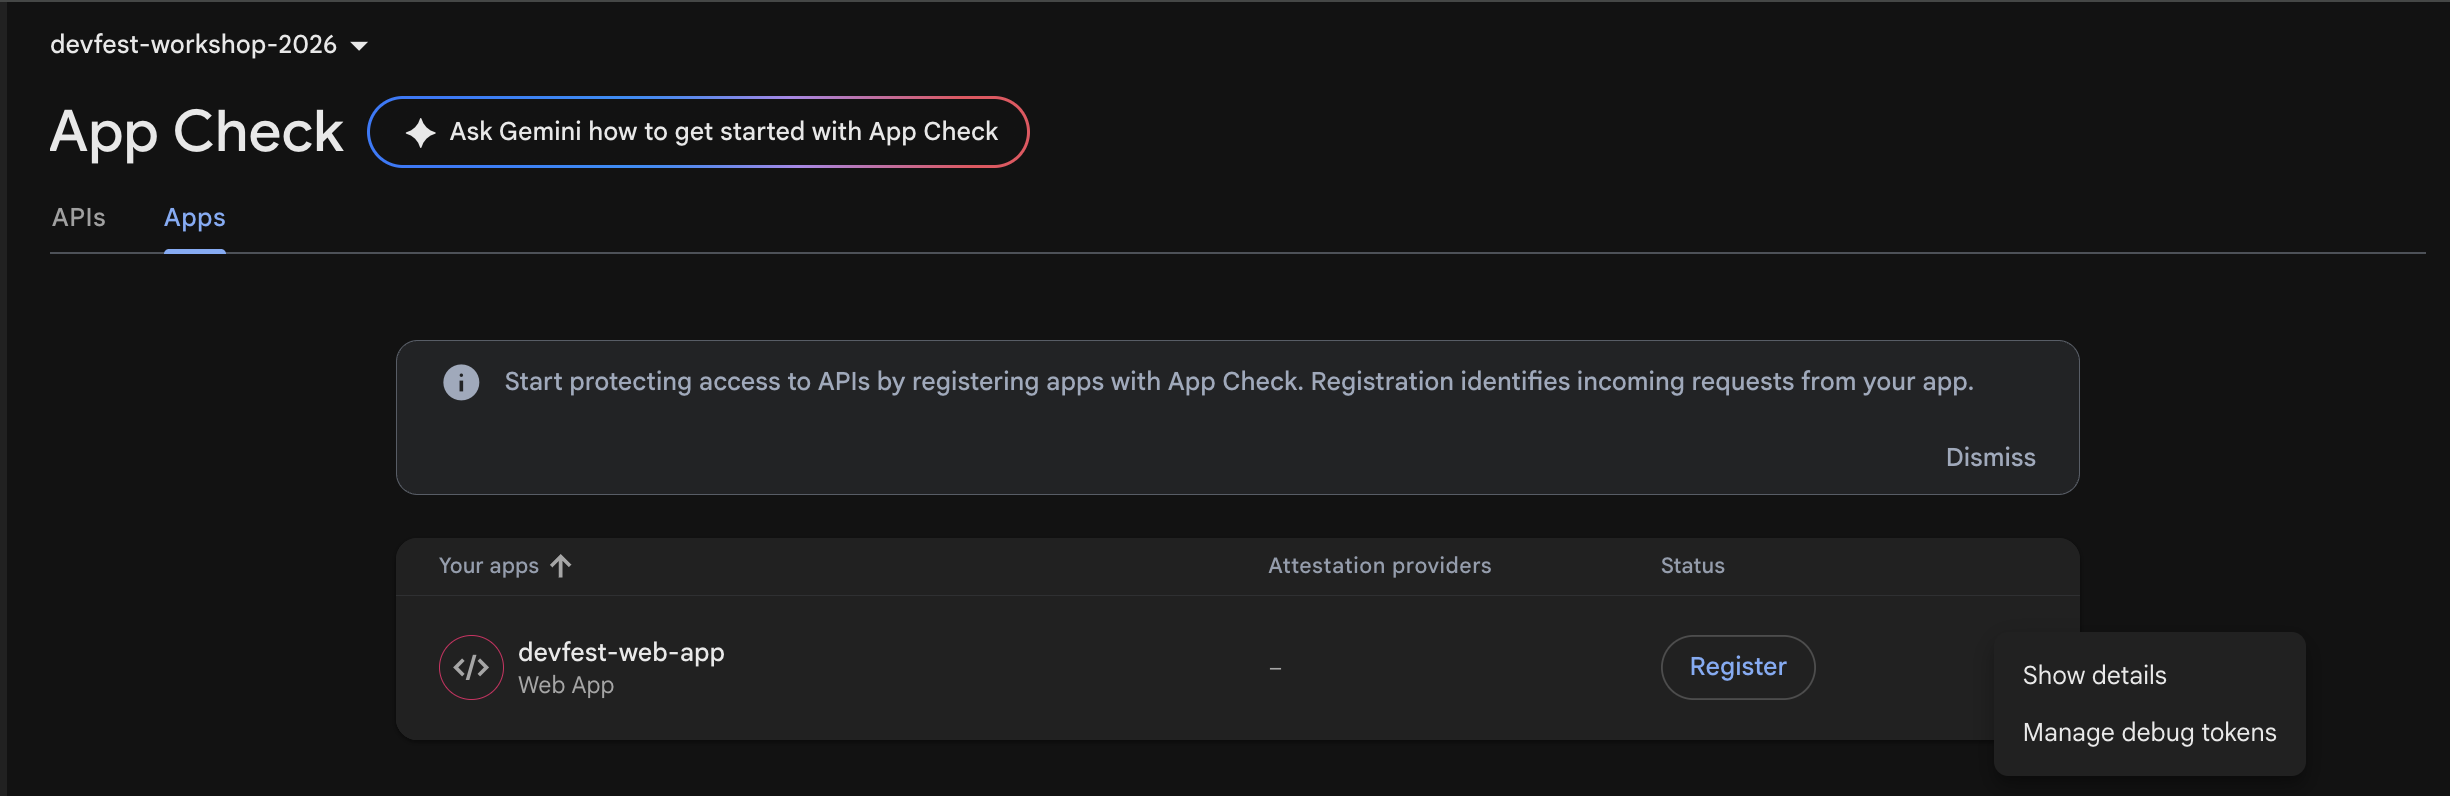 devfest-workshop-2026
App Check
Ask Gemini how to get started with App Check
APIs
Apps
Start protecting access to APIs by registering apps with App Check. Registration identifies incoming requests from your app.
Dismiss
Your apps
Attestation providers
Status
devfest-web-app
Web App
–
Register
Show details
Manage debug tokens